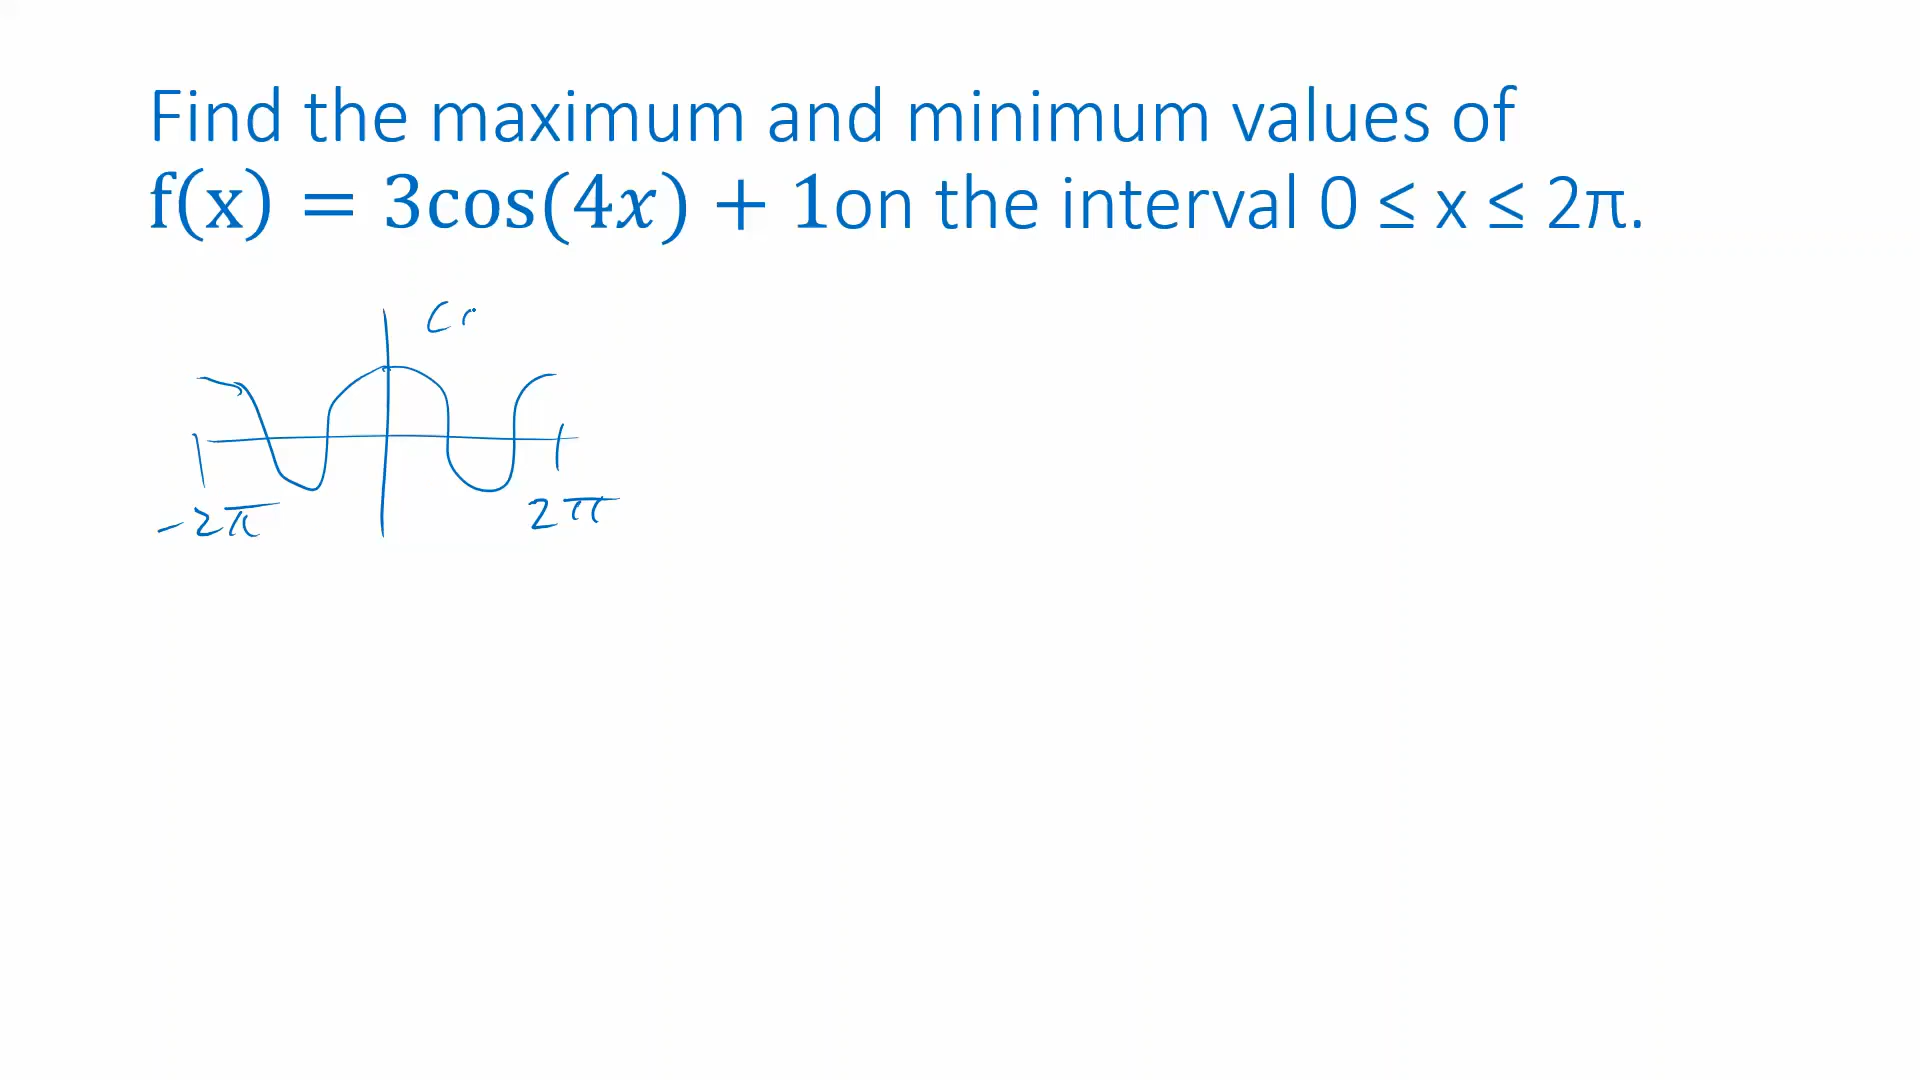 Find the maximum and minimum values of
f(x) = 3cos(4x) + 1on the interval 0 ≤ x ≤ 2π.
-2π 2π